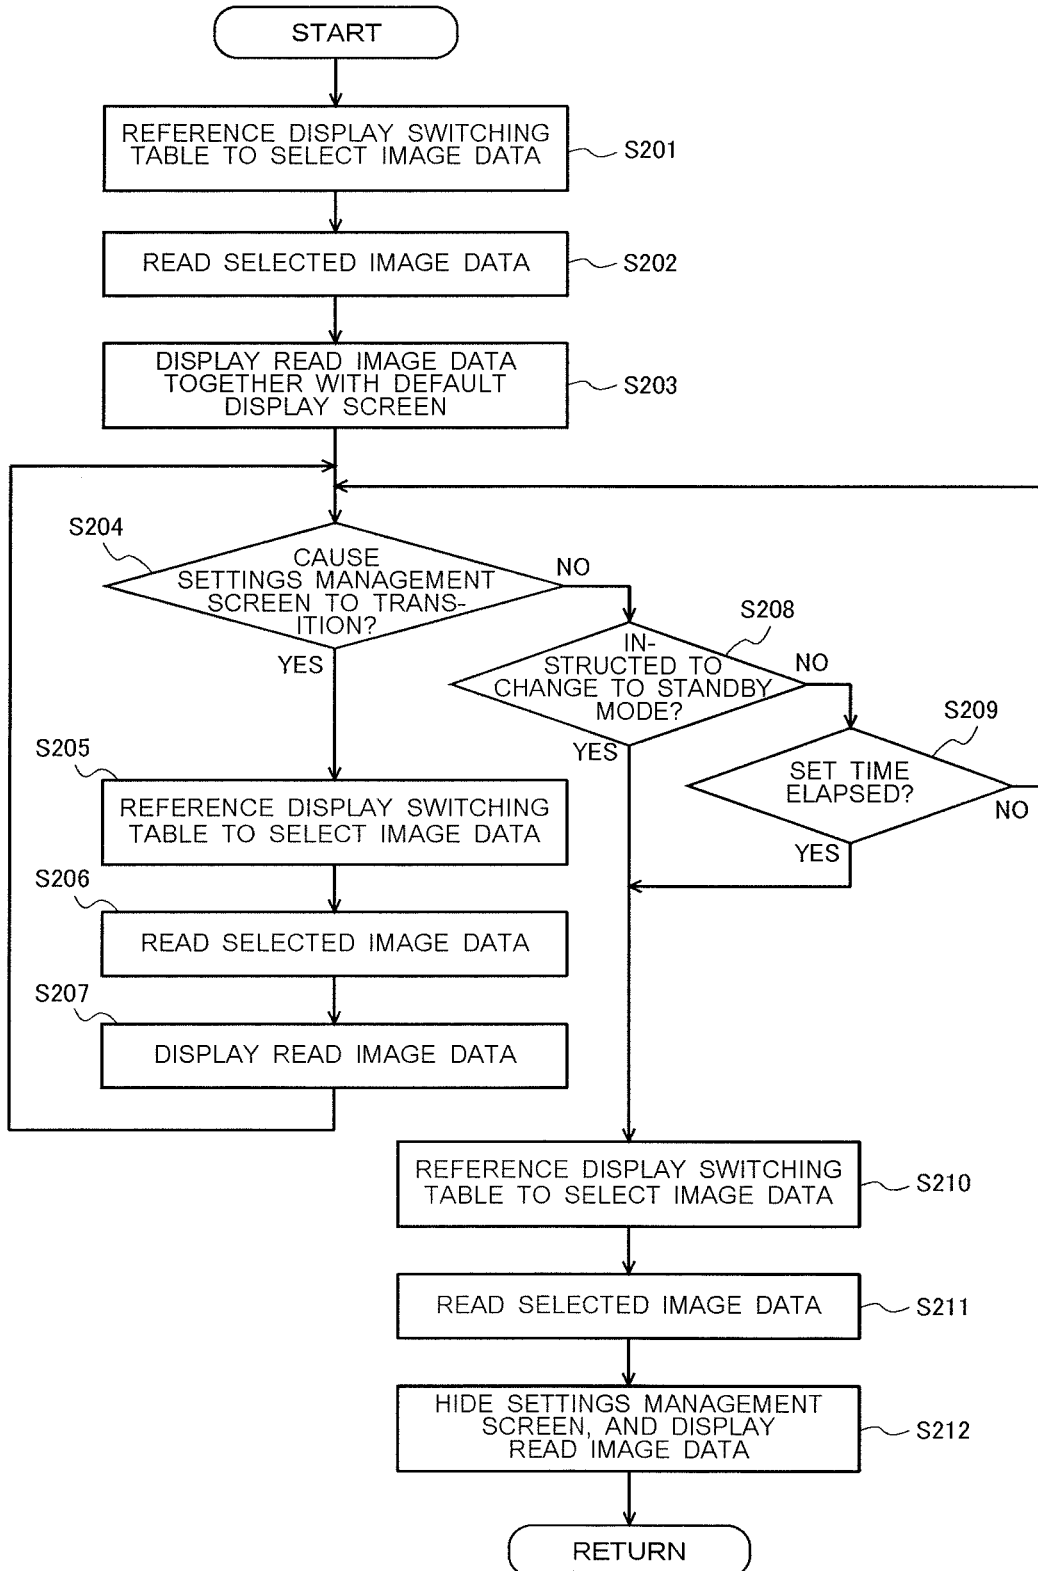 START
REFERENCE DISPLAY SWITCHING
TABLE TO SELECT IMAGE DATA
S201
READ SELECTED IMAGE DATA
S202
DISPLAY READ IMAGE DATA
TOGETHER WITH DEFAULT
DISPLAY SCREEN
S203
S204
CAUSE
SETTINGS MANAGEMENT
SCREEN TO TRANS-
ITION?
NO
YES
S208
IN-
STRUCTED TO
CHANGE TO STANDBY
MODE?
NO
YES
S209
SET TIME
ELAPSED?
NO
YES
S205
REFERENCE DISPLAY SWITCHING
TABLE TO SELECT IMAGE DATA
S206
READ SELECTED IMAGE DATA
S207
DISPLAY READ IMAGE DATA
REFERENCE DISPLAY SWITCHING
TABLE TO SELECT IMAGE DATA
S210
READ SELECTED IMAGE DATA
S211
HIDE SETTINGS MANAGEMENT
SCREEN, AND DISPLAY
READ IMAGE DATA
S212
RETURN